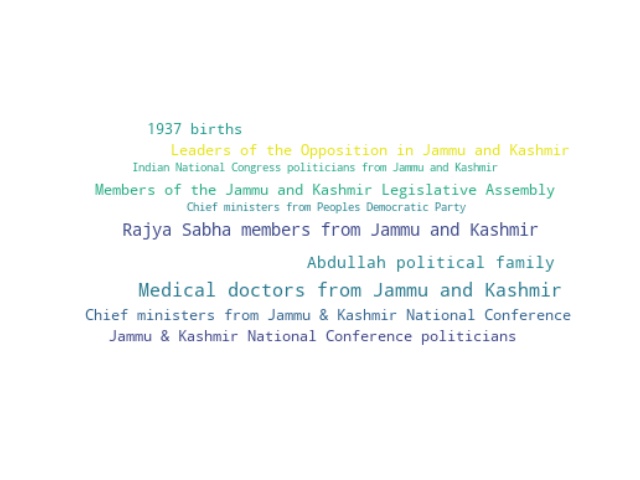 1937 births
Leaders of the Opposition in Jammu and Kashmir
Indian National Congress politicians from Jammu and Kashmir
Members of the Jammu and Kashmir Legislative Assembly
Chief ministers from Peoples Democratic Party
Rajya Sabha members from Jammu and Kashmir
Abdullah political family
Medical doctors from Jammu and Kashmir
Chief ministers from Jammu & Kashmir National Conference
Jammu & Kashmir National Conference politicians